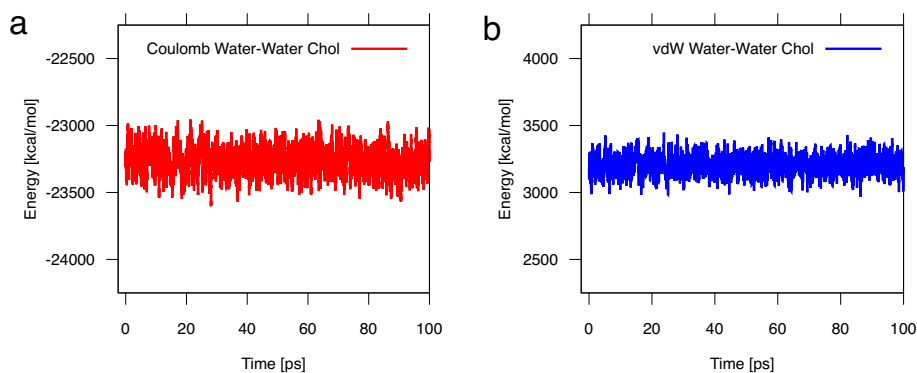 a
Coulomb Water-Water Chol
-22500
-23000
-23500
-24000
Energy [kcal/mol]
0 20 40 60 80 100
Time [ps]
b
vdW Water-Water Chol
4000
3500
3000
2500
Energy [kcal/mol]
0 20 40 60 80 100
Time [ps]